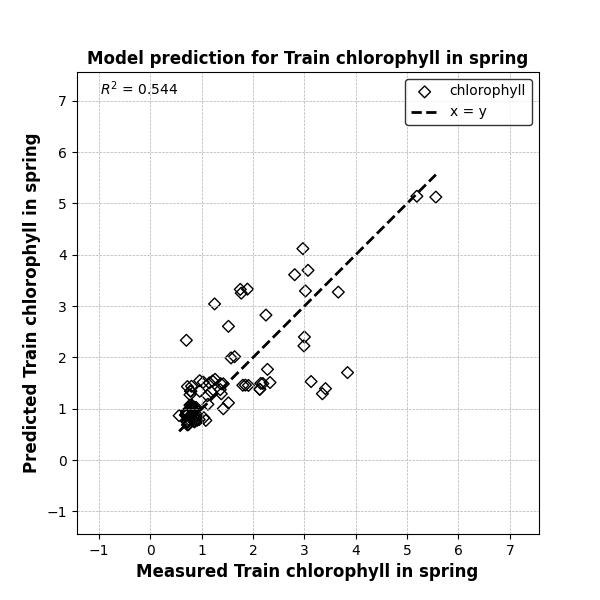 Model prediction for Train chlorophyll in spring
R² = 0.544
chlorophyll
x = y
7
6
5
4
3
2
1
0
−1
Predicted Train chlorophyll in spring
−1 0 1 2 3 4 5 6 7
Measured Train chlorophyll in spring